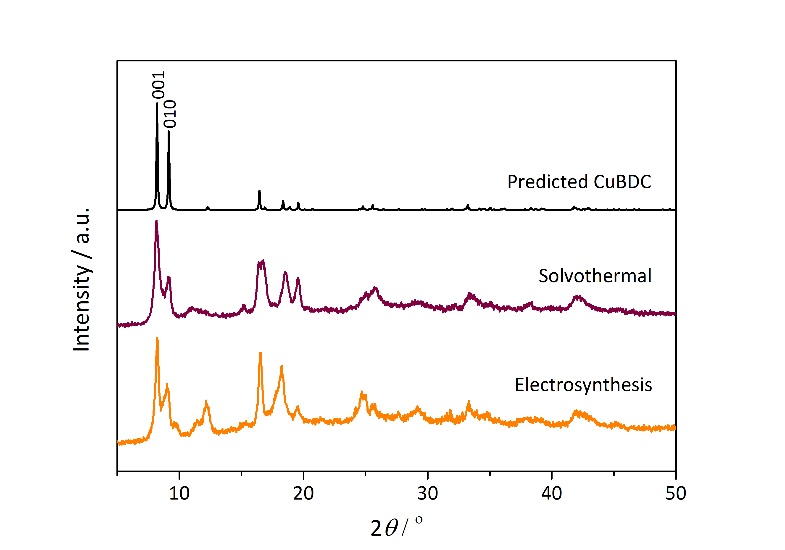 001
010
Predicted CuBDC
Solvothermal
Electrosynthesis
Intensity / a.u.
10 20 30 40 50
2θ / °